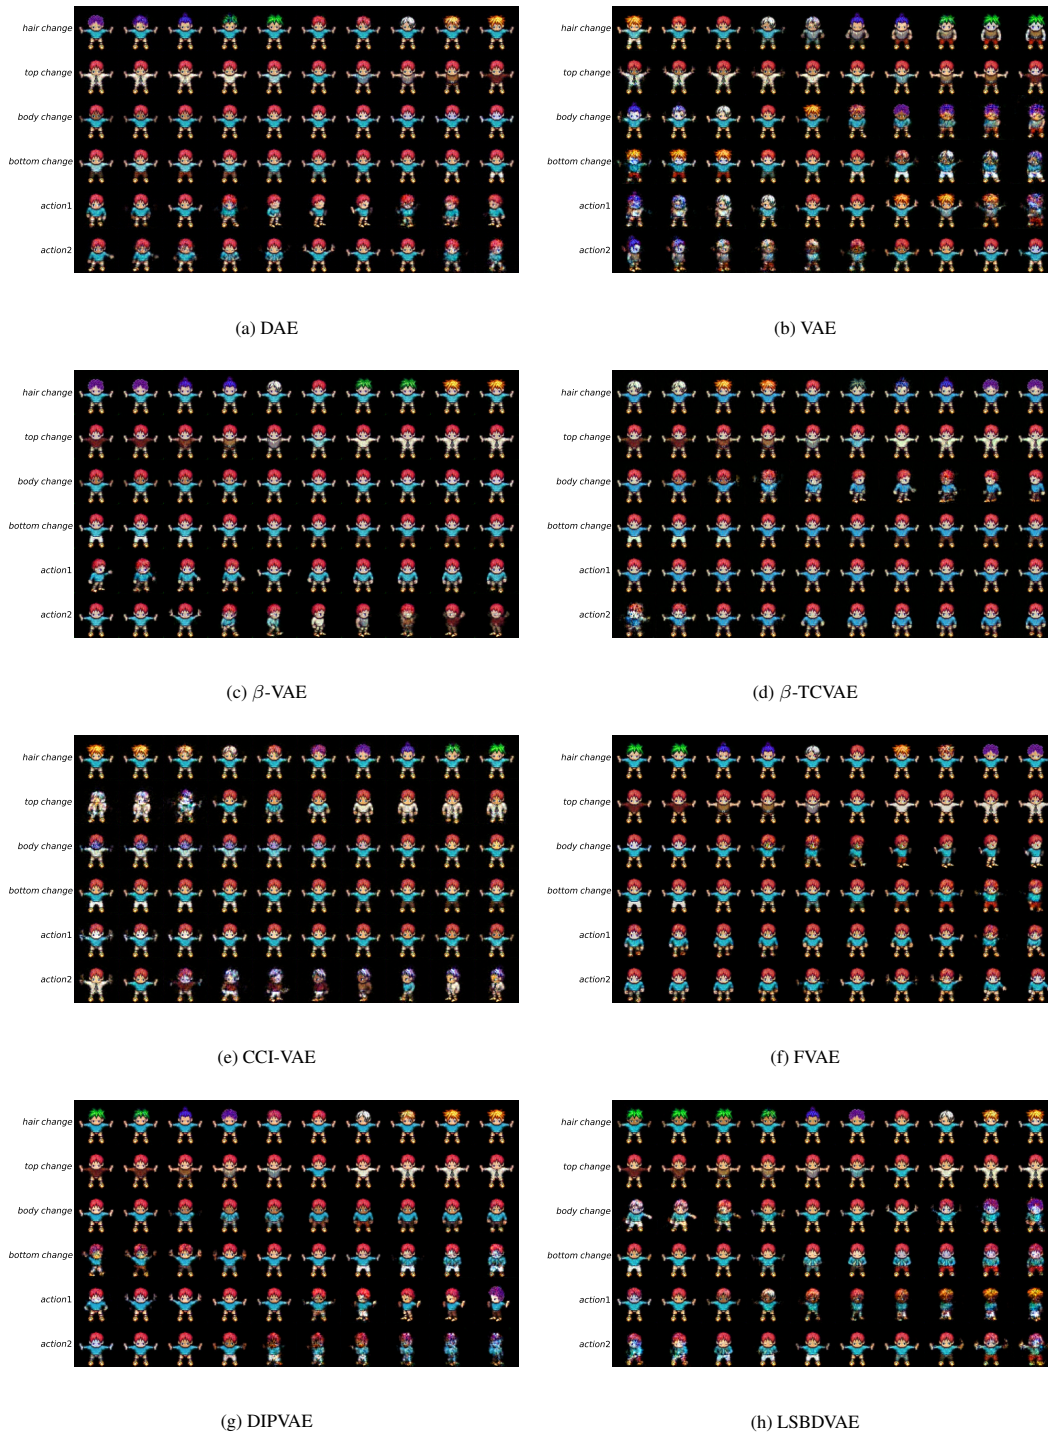 hair change
top change
body change
bottom change
action1
action2
(a) DAE
hair change
top change
body change
bottom change
action1
action2
(b) VAE
hair change
top change
body change
bottom change
action1
action2
(c) β-VAE
hair change
top change
body change
bottom change
action1
action2
(d) β-TCVAE
hair change
top change
body change
bottom change
action1
action2
(e) CCI-VAE
hair change
top change
body change
bottom change
action1
action2
(f) FVAE
hair change
top change
body change
bottom change
action1
action2
(g) DIPVAE
hair change
top change
body change
bottom change
action1
action2
(h) LSBDVAE